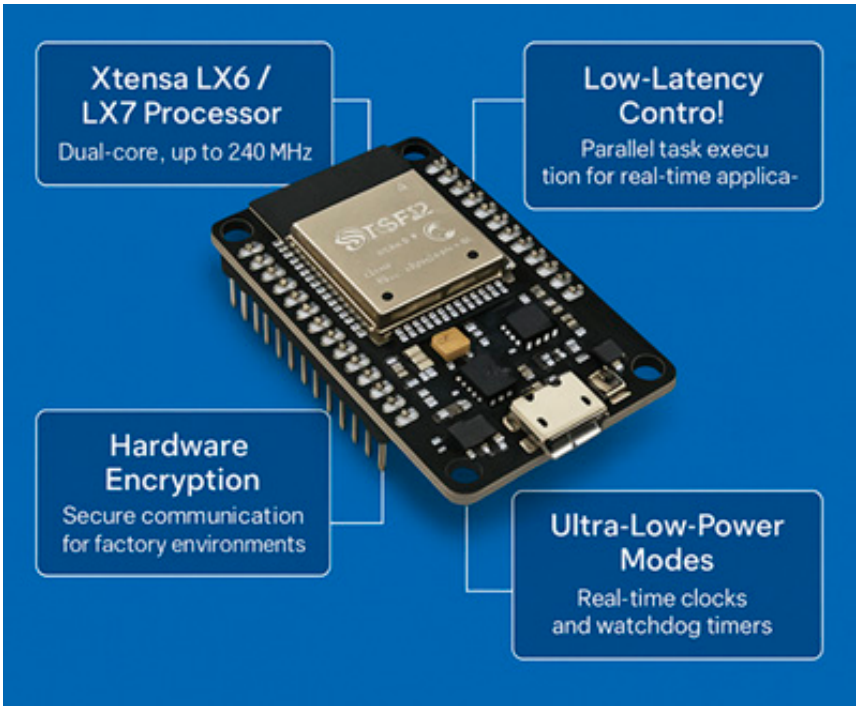 Xtensa LX6 /
LX7 Processor
Dual-core, up to 240 MHz
Low-Latency
Contro!
Parallel task execu
tion for real-time applica-
Hardware
Encryption
Secure communication
for factory environments
Ultra-Low-Power
Modes
Real-time clocks
and watchdog timers